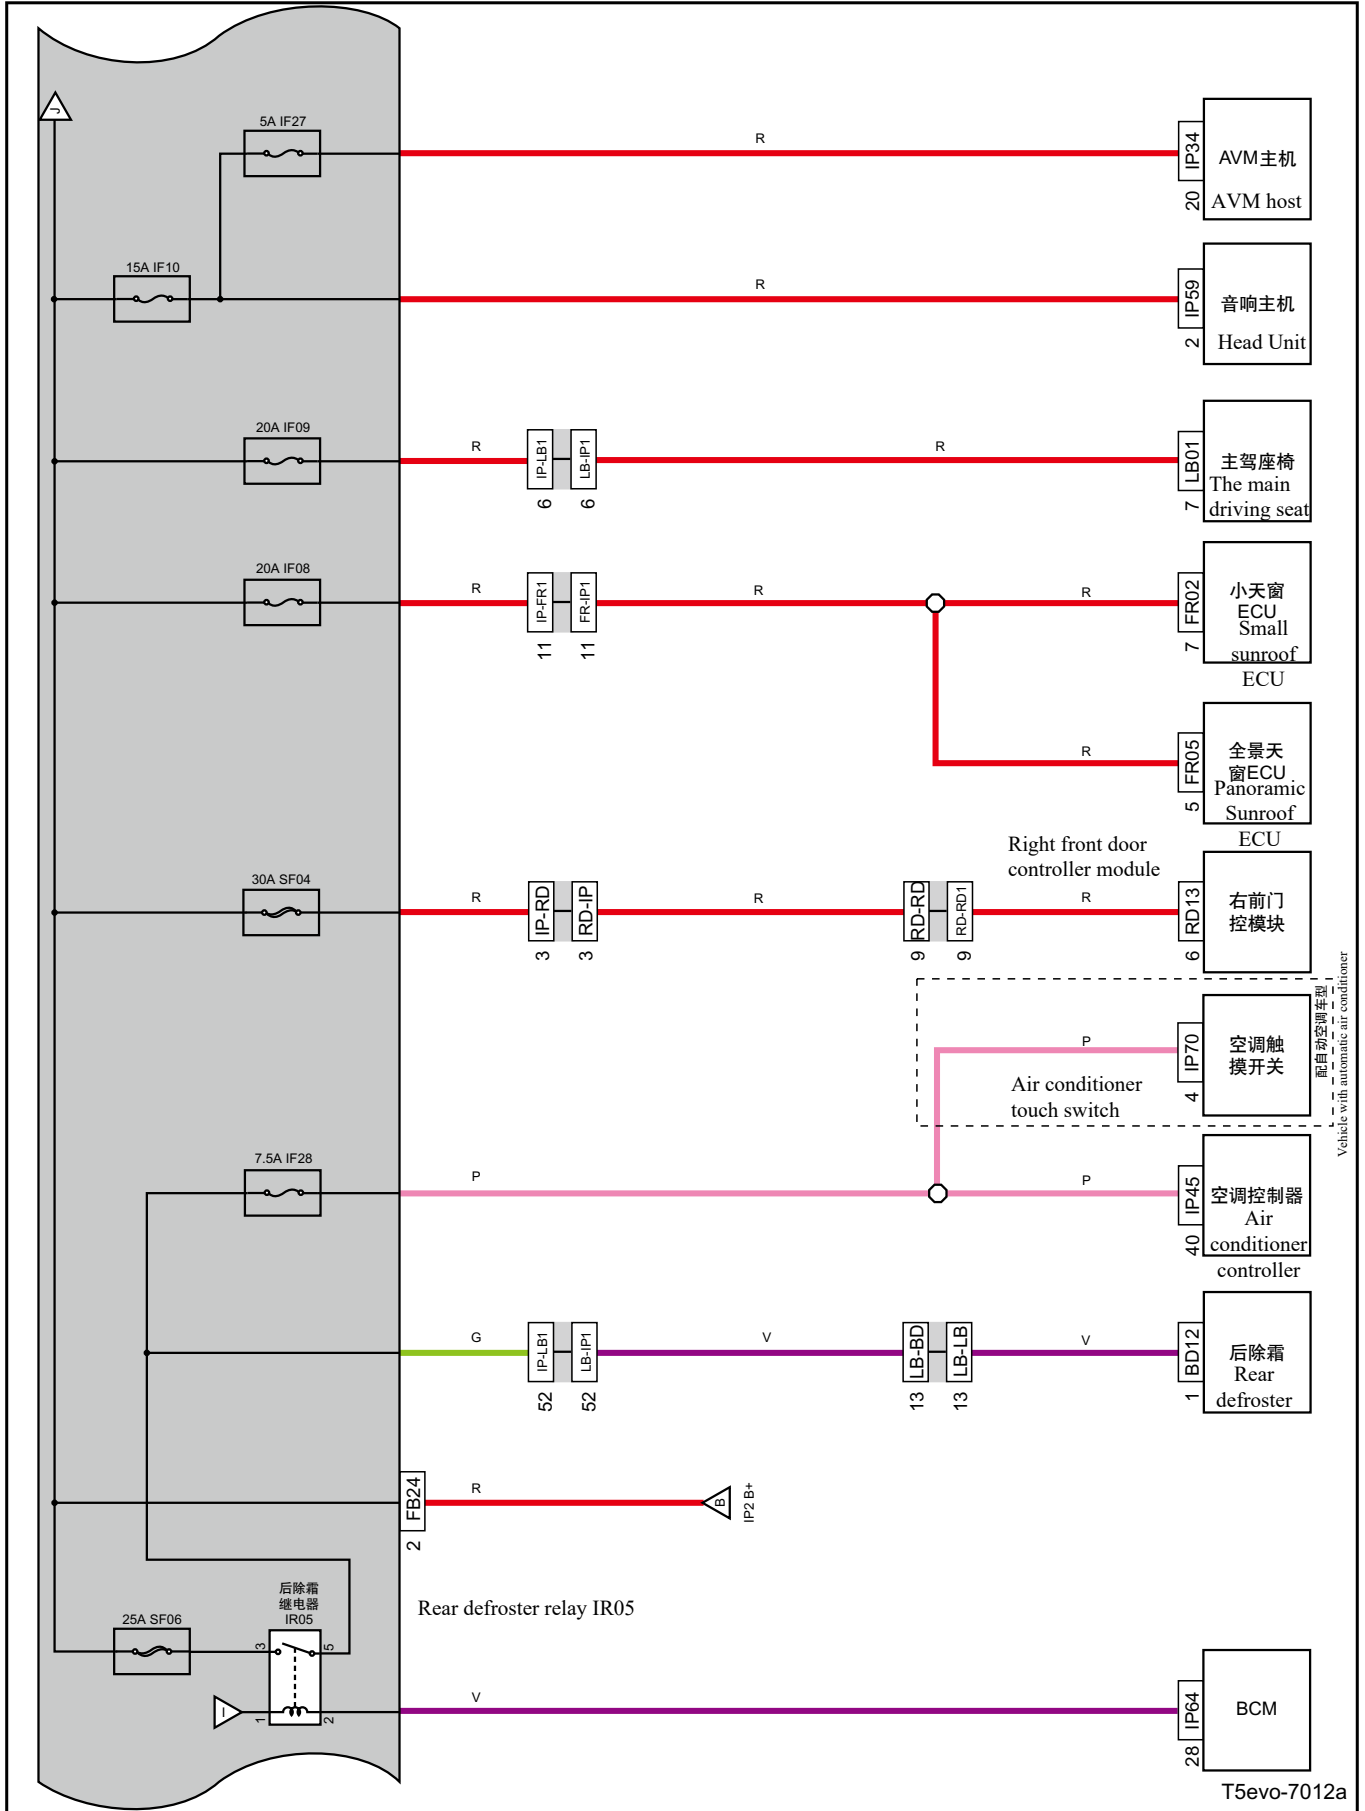 J
5A IF27
R
IP34
20
AVM主机
AVM host
15A IF10
R
IP59
2
音响主机
Head Unit
20A IF09
R
IP-LB1
LB-IP1
6
6
R
LB01
7
主驾座椅
The main
driving seat
20A IF08
R
IP-FR1
FR-IP1
11
11
R
R
FR02
7
小天窗
ECU
Small
sunroof
ECU
R
FR05
5
全景天
窗ECU
Panoramic
Sunroof
ECU
Right front door
controller module
30A SF04
R
IP-RD
RD-IP
3
3
R
RD-RD
RD-RD1
9
9
R
RD13
6
右前门
控模块
P
IP70
4
空调触
摸开关
Air conditioner
touch switch
配自动空调车型
Vehicle with automatic air conditioner
7.5A IF28
P
P
IP45
40
空调控制器
Air
conditioner
controller
G
IP-LB1
LB-IP1
52
52
V
LB-BD
LB-LB
13
13
V
BD12
1
后除霜
Rear
defroster
FB24
2
R
B
IP2 B+
后除霜
继电器
IR05
Rear defroster relay IR05
25A SF06
3
5
I
1
2
V
IP64
28
BCM
T5evo-7012a